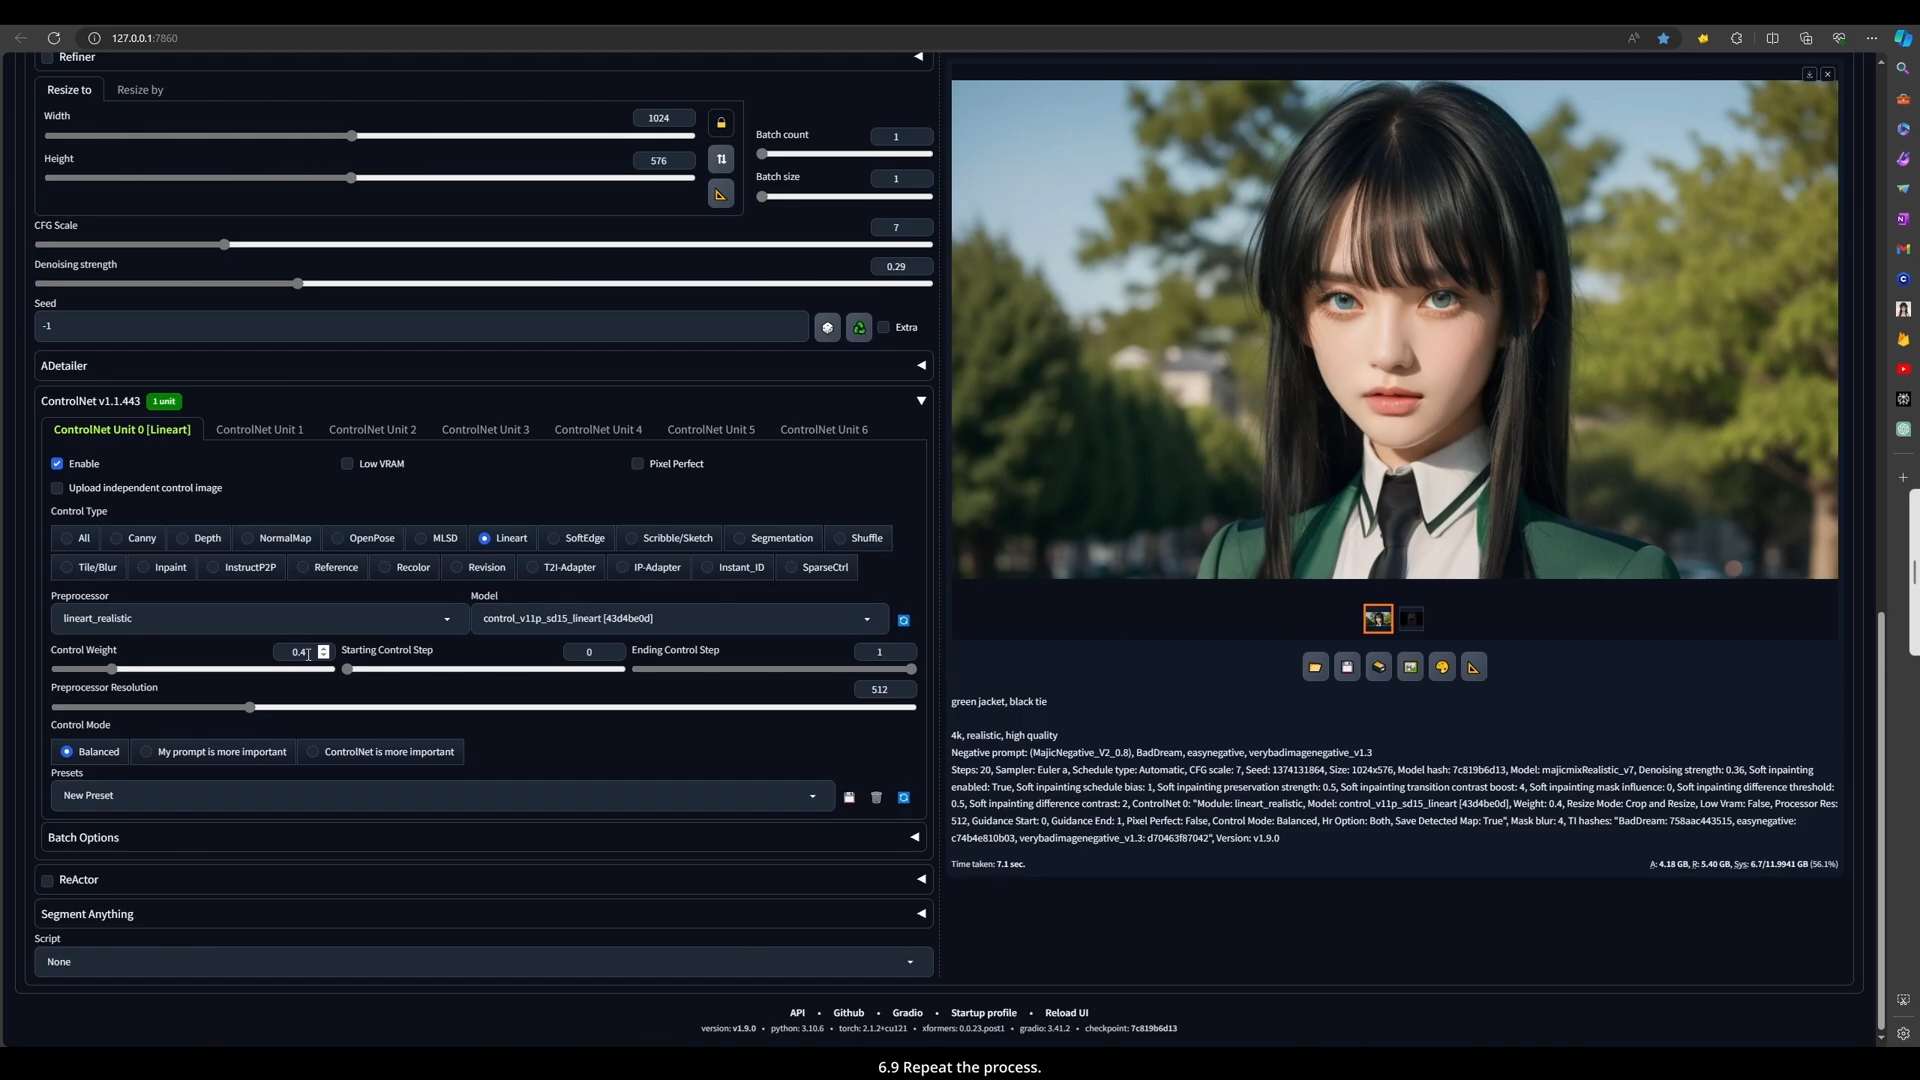 127.0.0.1:7860
Refiner
Resize to
Resize by
Width
1024
Height
576
Batch count
1
Batch size
1
CFG Scale
7
Denoising strength
0.29
Seed
-1
Extra
ADetailer
ControlNet v1.1.443
1 unit
ControlNet Unit 0 [Lineart]
ControlNet Unit 1
ControlNet Unit 2
ControlNet Unit 3
ControlNet Unit 4
ControlNet Unit 5
ControlNet Unit 6
Enable
Low VRAM
Pixel Perfect
Upload independent control image
Control Type
All
Canny
Depth
NormalMap
OpenPose
MLSD
Lineart
SoftEdge
Scribble/Sketch
Segmentation
Shuffle
Tile/Blur
Inpaint
InstructP2P
Reference
Recolor
Revision
T2I-Adapter
IP-Adapter
Instant_ID
SparseCtrl
Preprocessor
lineart_realistic
Model
control_v11p_sd15_lineart [43d4be0d]
Control Weight
0.4
Starting Control Step
0
Ending Control Step
1
Preprocessor Resolution
512
Control Mode
Balanced
My prompt is more important
ControlNet is more important
Presets
New Preset
Batch Options
ReActor
Segment Anything
Script
None
green jacket, black tie
4k, realistic, high quality
Negative prompt: (MajicNegative_V2_0.8), BadDream, easynegative, verybadimagenegative_v1.3
Steps: 20, Sampler: Euler a, Schedule type: Automatic, CFG scale: 7, Seed: 1374131864, Size: 1024x576, Model hash: 7c819b6d13, Model: majicmixRealistic_v7, Denoising strength: 0.36, Soft inpainting
enabled: True, Soft inpainting schedule bias: 1, Soft inpainting preservation strength: 0.5, Soft inpainting transition contrast boost: 4, Soft inpainting mask influence: 0, Soft inpainting difference threshold:
0.5, Soft inpainting difference contrast: 2, ControlNet 0: "Module: lineart_realistic, Model: control_v11p_sd15_lineart [43d4be0d], Weight: 0.4, Resize Mode: Crop and Resize, Low Vram: False, Processor Res:
512, Guidance Start: 0, Guidance End: 1, Pixel Perfect: False, Control Mode: Balanced, Hr Option: Both, Save Detected Map: True", Mask blur: 4, TI hashes: "BadDream: 758aac443515, easynegative:
c74b4e810b03, verybadimagenegative_v1.3: d70463f87042", Version: v1.9.0
Time taken: 7.1 sec.
A: 4.18 GB, R: 5.40 GB, Sys: 6.7/11.9941 GB (56.1%)
API • Github • Gradio • Startup profile • Reload UI
version: v1.9.0 • python: 3.10.6 • torch: 2.1.2+cu121 • xformers: 0.0.23.post1 • gradio: 3.41.2 • checkpoint: 7c819b6d13
6.9 Repeat the process.